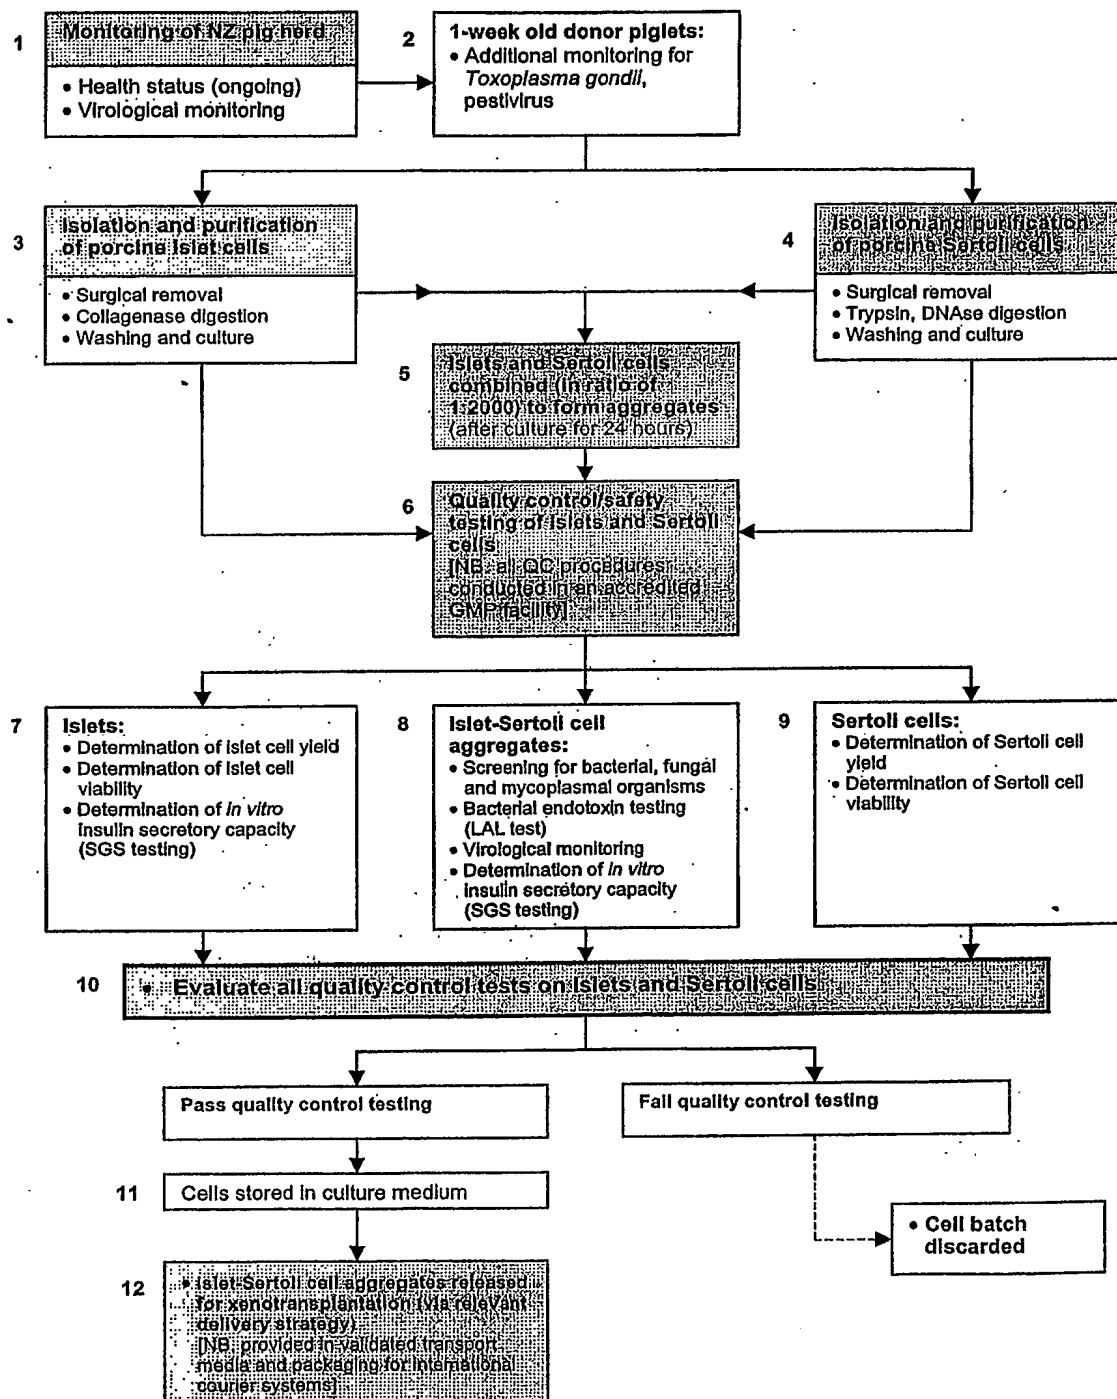 1
Monitoring of NZ pig herd
• Health status (ongoing)
• Virological monitoring
2
1-week old donor piglets:
• Additional monitoring for
Toxoplasma gondii,
pestivirus
3
Isolation and purification
of porcine Islet cells
• Surgical removal
• Collagenase digestion
• Washing and culture
4
Isolation and purification
of porcine Sertoli cells
• Surgical removal
• Trypsin, DNAse digestion
• Washing and culture
5
Islets and Sertoli cells
combined (in ratio of
1:2000) to form aggregates
(after culture for 24 hours)
6
Quality control/safety
testing of Islets and Sertoli
cells
[NB: all QC procedures
conducted in an accredited
GMP facility]
7
Islets:
• Determination of Islet cell yield
• Determination of Islet cell
viability
• Determination of in vitro
insulin secretory capacity
(SGS testing)
8
Islet-Sertoli cell
aggregates:
• Screening for bacterial, fungal
and mycoplasmal organisms
• Bacterial endotoxin testing
(LAL test)
• Virological monitoring
• Determination of in vitro
insulin secretory capacity
(SGS testing)
9
Sertoli cells:
• Determination of Sertoli cell
yield
• Determination of Sertoli cell
viability
10
• Evaluate all quality control tests on Islets and Sertoli cells
Pass quality control testing
Fail quality control testing
11
Cells stored in culture medium
• Cell batch
discarded
12
• Islet-Sertoli cell aggregates released
for xenotransplantation (via relevant
delivery strategy)
[NB: provided in validated transport
media and packaging for international
courier systems]